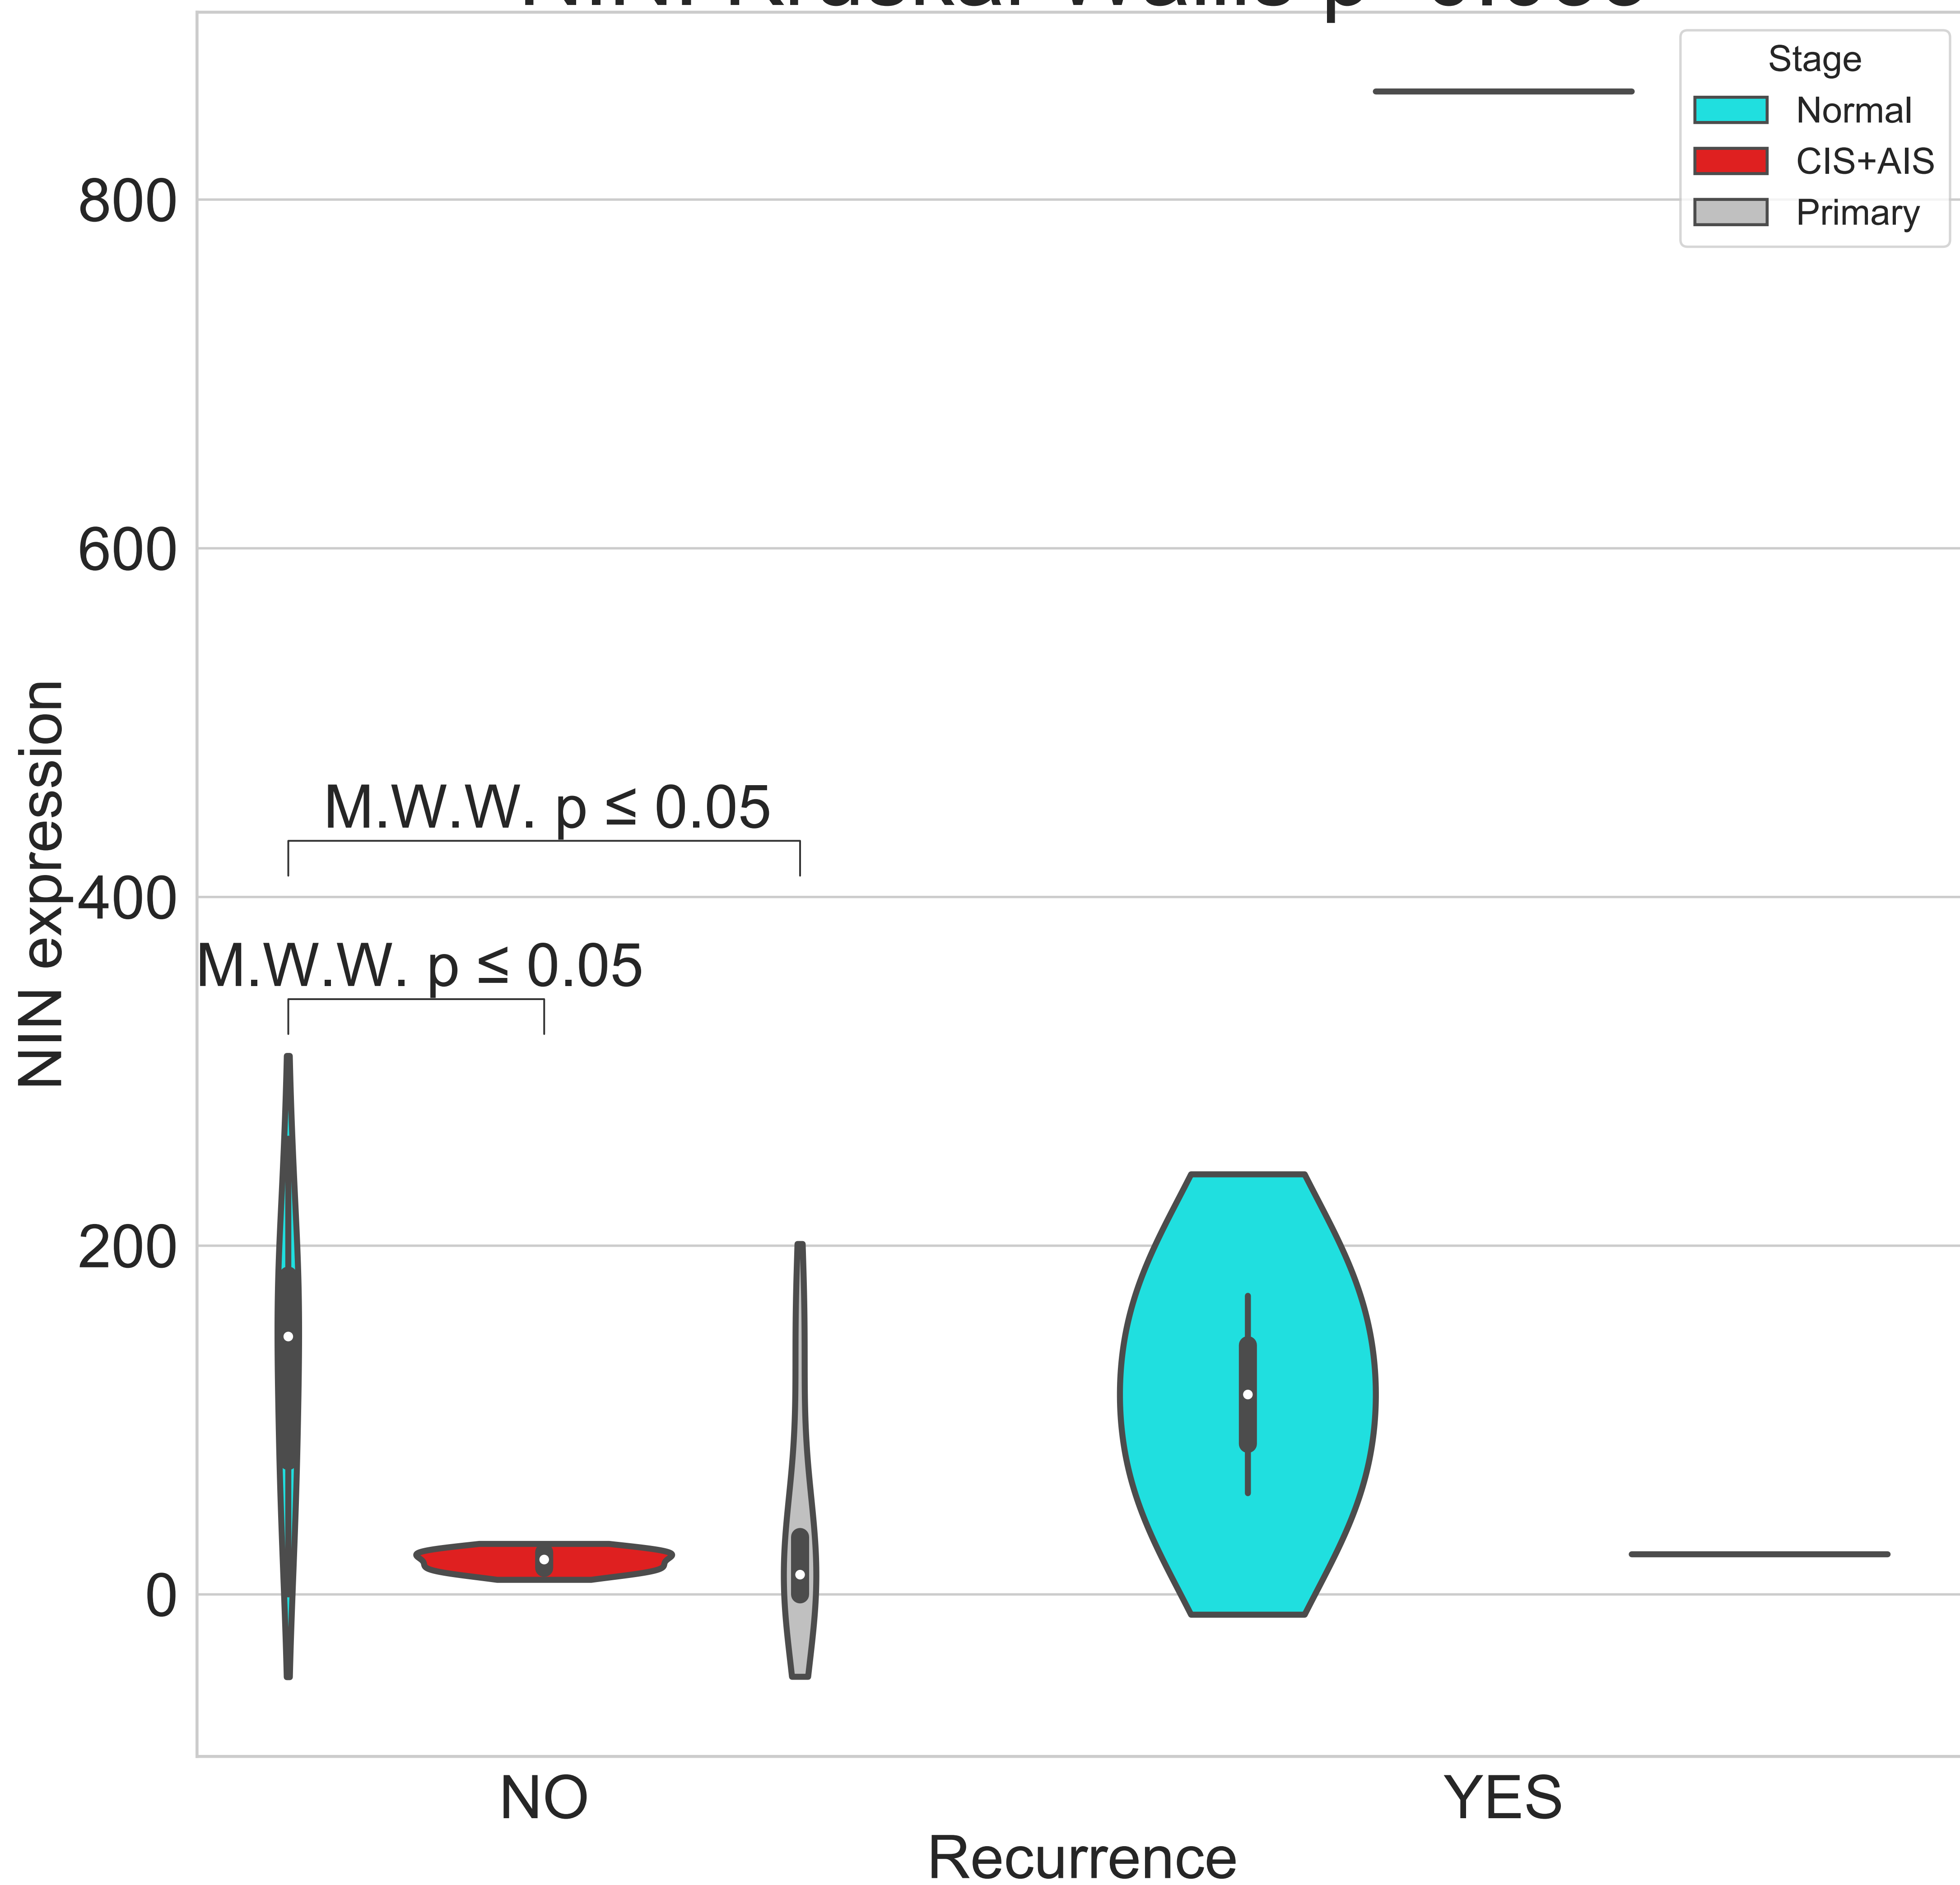 Stage
Normal
CIS+AIS
Primary
800
600
400
200
0
NIN expression
M.W.W. p ≤ 0.05
M.W.W. p ≤ 0.05
NO
YES
Recurrence